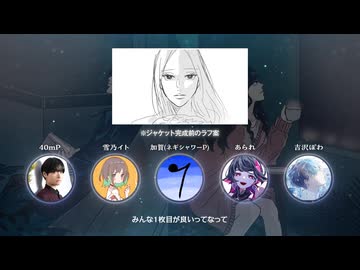 ※ジャケット完成前のラフ案
40mP
雪乃イト
加賀(ネギシャワーP)
あられ
吉沢ぽわ
みんな1枚目が良いってなって